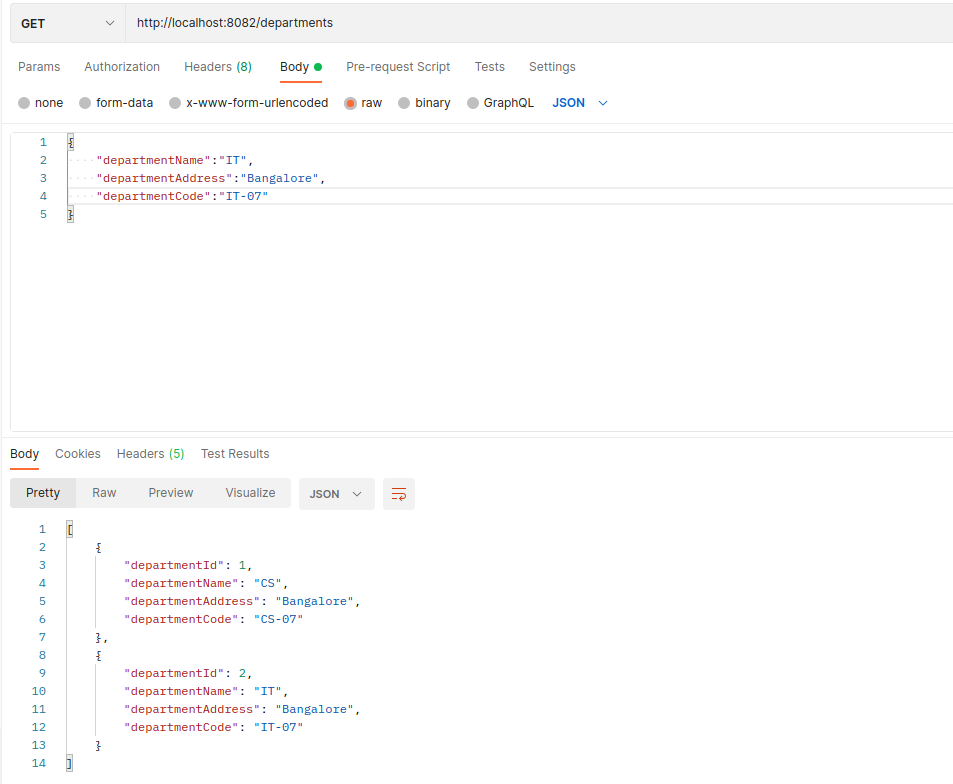 GET http://localhost:8082/departments
Params Authorization Headers (8) Body Pre-request Script Tests Settings
none form-data x-www-form-urlencoded raw binary GraphQL JSON
1 {
2 "departmentName":"IT",
3 "departmentAddress":"Bangalore",
4 "departmentCode":"IT-07"
5 }
Body Cookies Headers (5) Test Results
Pretty Raw Preview Visualize JSON
1 [
2 {
3 "departmentId": 1,
4 "departmentName": "CS",
5 "departmentAddress": "Bangalore",
6 "departmentCode": "CS-07"
7 },
8 {
9 "departmentId": 2,
10 "departmentName": "IT",
11 "departmentAddress": "Bangalore",
12 "departmentCode": "IT-07"
13 }
14 ]